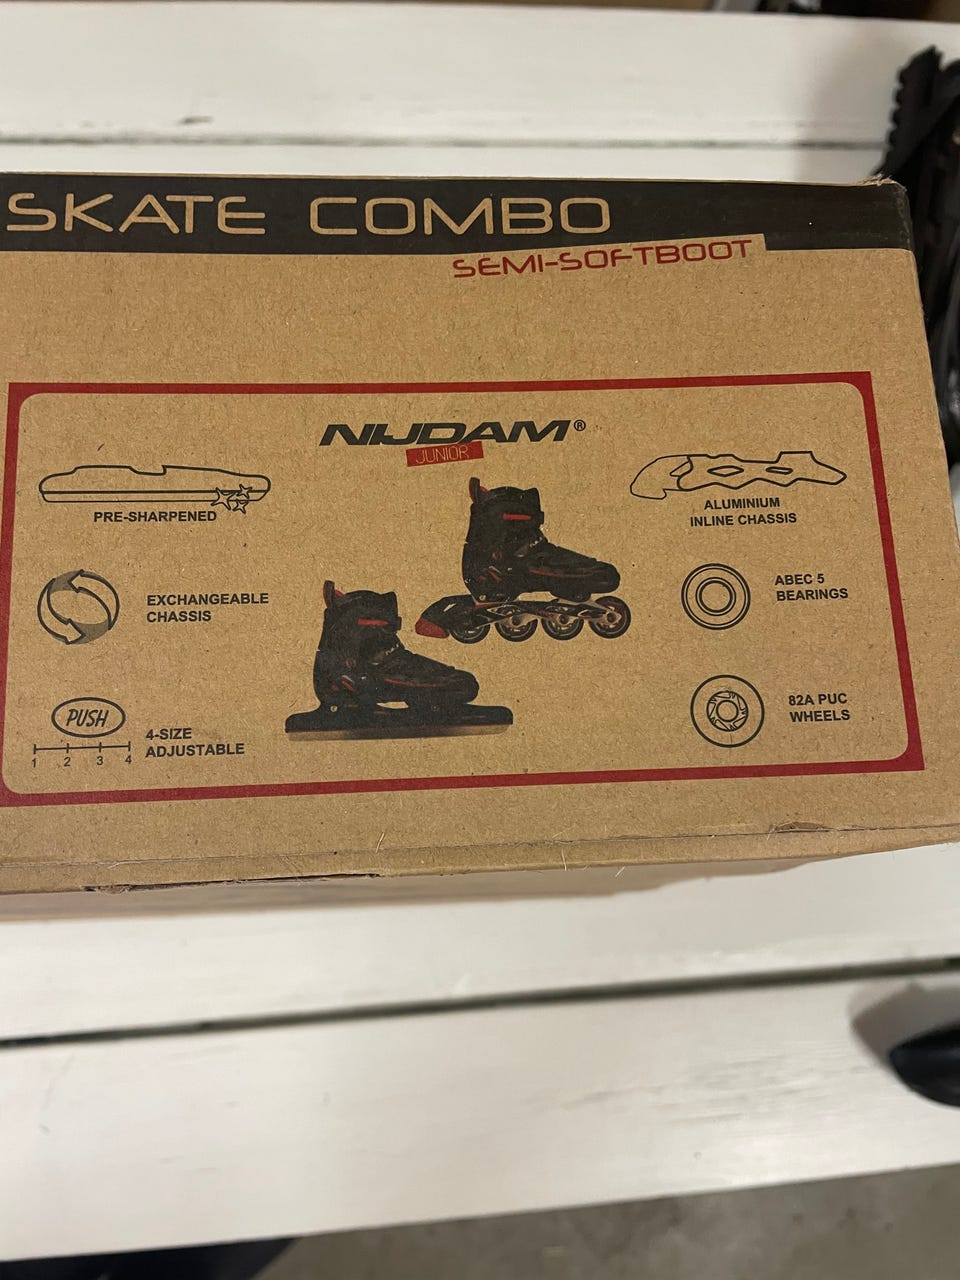 SKATE COMBO
SEMI-SOFTBOOT
NIJDAM®
JUNIOR
PRE-SHARPENED
EXCHANGEABLE
CHASSIS
PUSH
1 2 3 4
4-SIZE
ADJUSTABLE
ALUMINIUM
INLINE CHASSIS
ABEC 5
BEARINGS
82A PUC
WHEELS